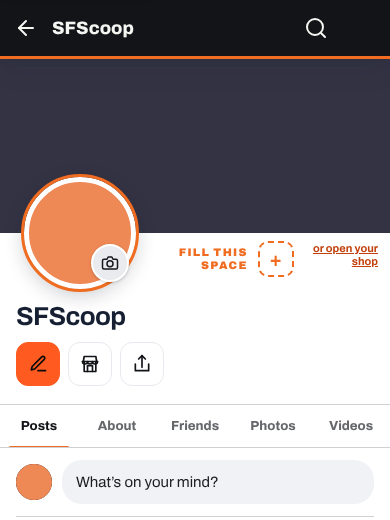 SFScoop
FILL THIS
SPACE
+
or open your
shop
SFScoop
Posts
About
Friends
Photos
Videos
What's on your mind?